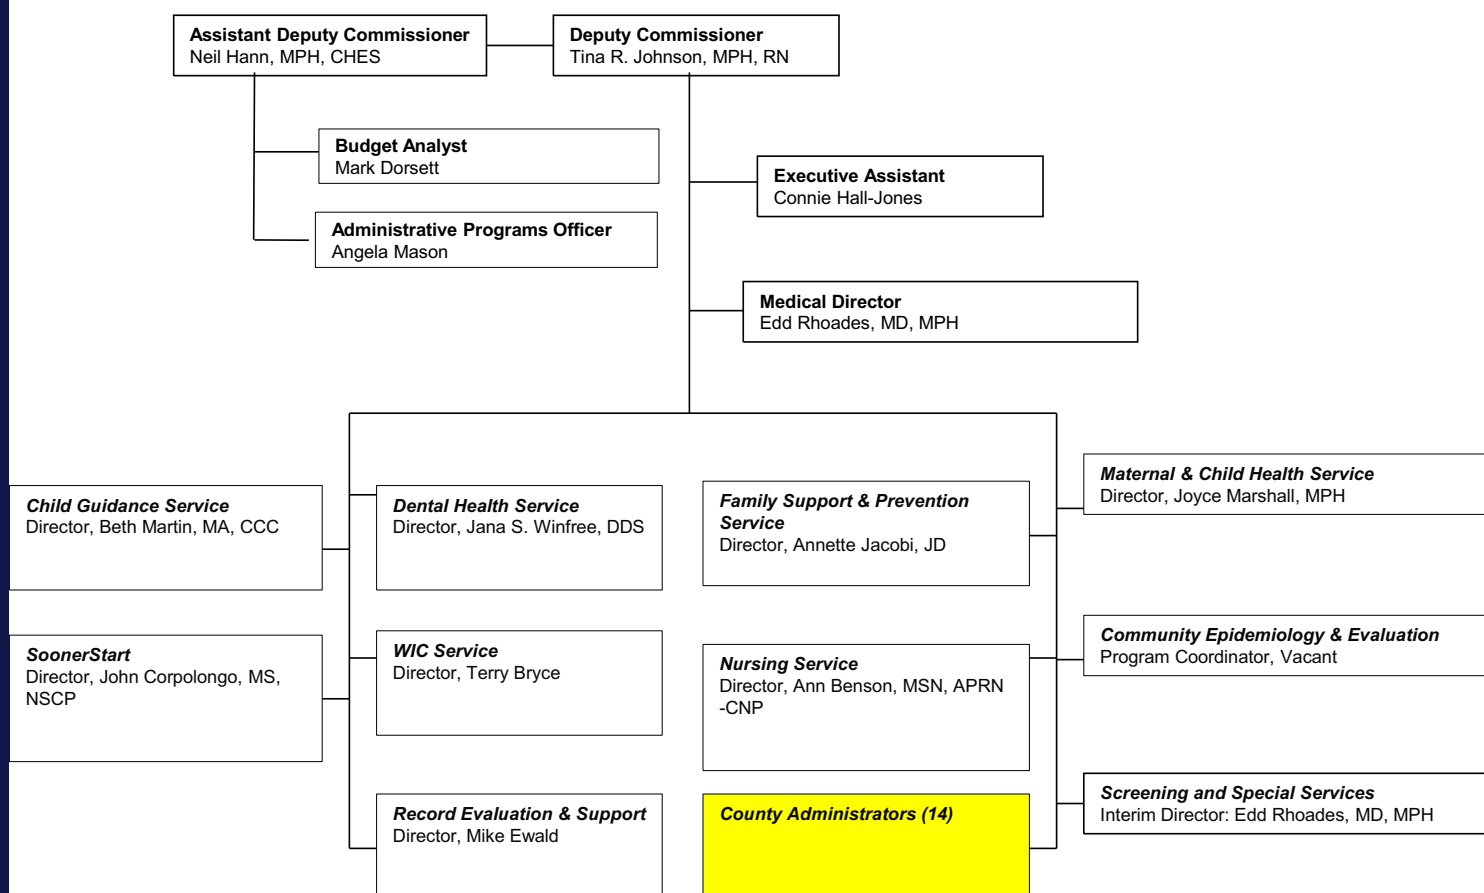 Assistant Deputy Commissioner
Neil Hann, MPH, CHES
Deputy Commissioner
Tina R. Johnson, MPH, RN
Budget Analyst
Mark Dorsett
Executive Assistant
Connie Hall-Jones
Administrative Programs Officer
Angela Mason
Medical Director
Edd Rhoades, MD, MPH
Child Guidance Service
Director, Beth Martin, MA, CCC
Dental Health Service
Director, Jana S. Winfree, DDS
Family Support & Prevention
Service
Director, Annette Jacobi, JD
Maternal & Child Health Service
Director, Joyce Marshall, MPH
SoonerStart
Director, John Corpolongo, MS,
NSCP
WIC Service
Director, Terry Bryce
Nursing Service
Director, Ann Benson, MSN, APRN
-CNP
Community Epidemiology & Evaluation
Program Coordinator, Vacant
Record Evaluation & Support
Director, Mike Ewald
County Administrators (14)
Screening and Special Services
Interim Director: Edd Rhoades, MD, MPH